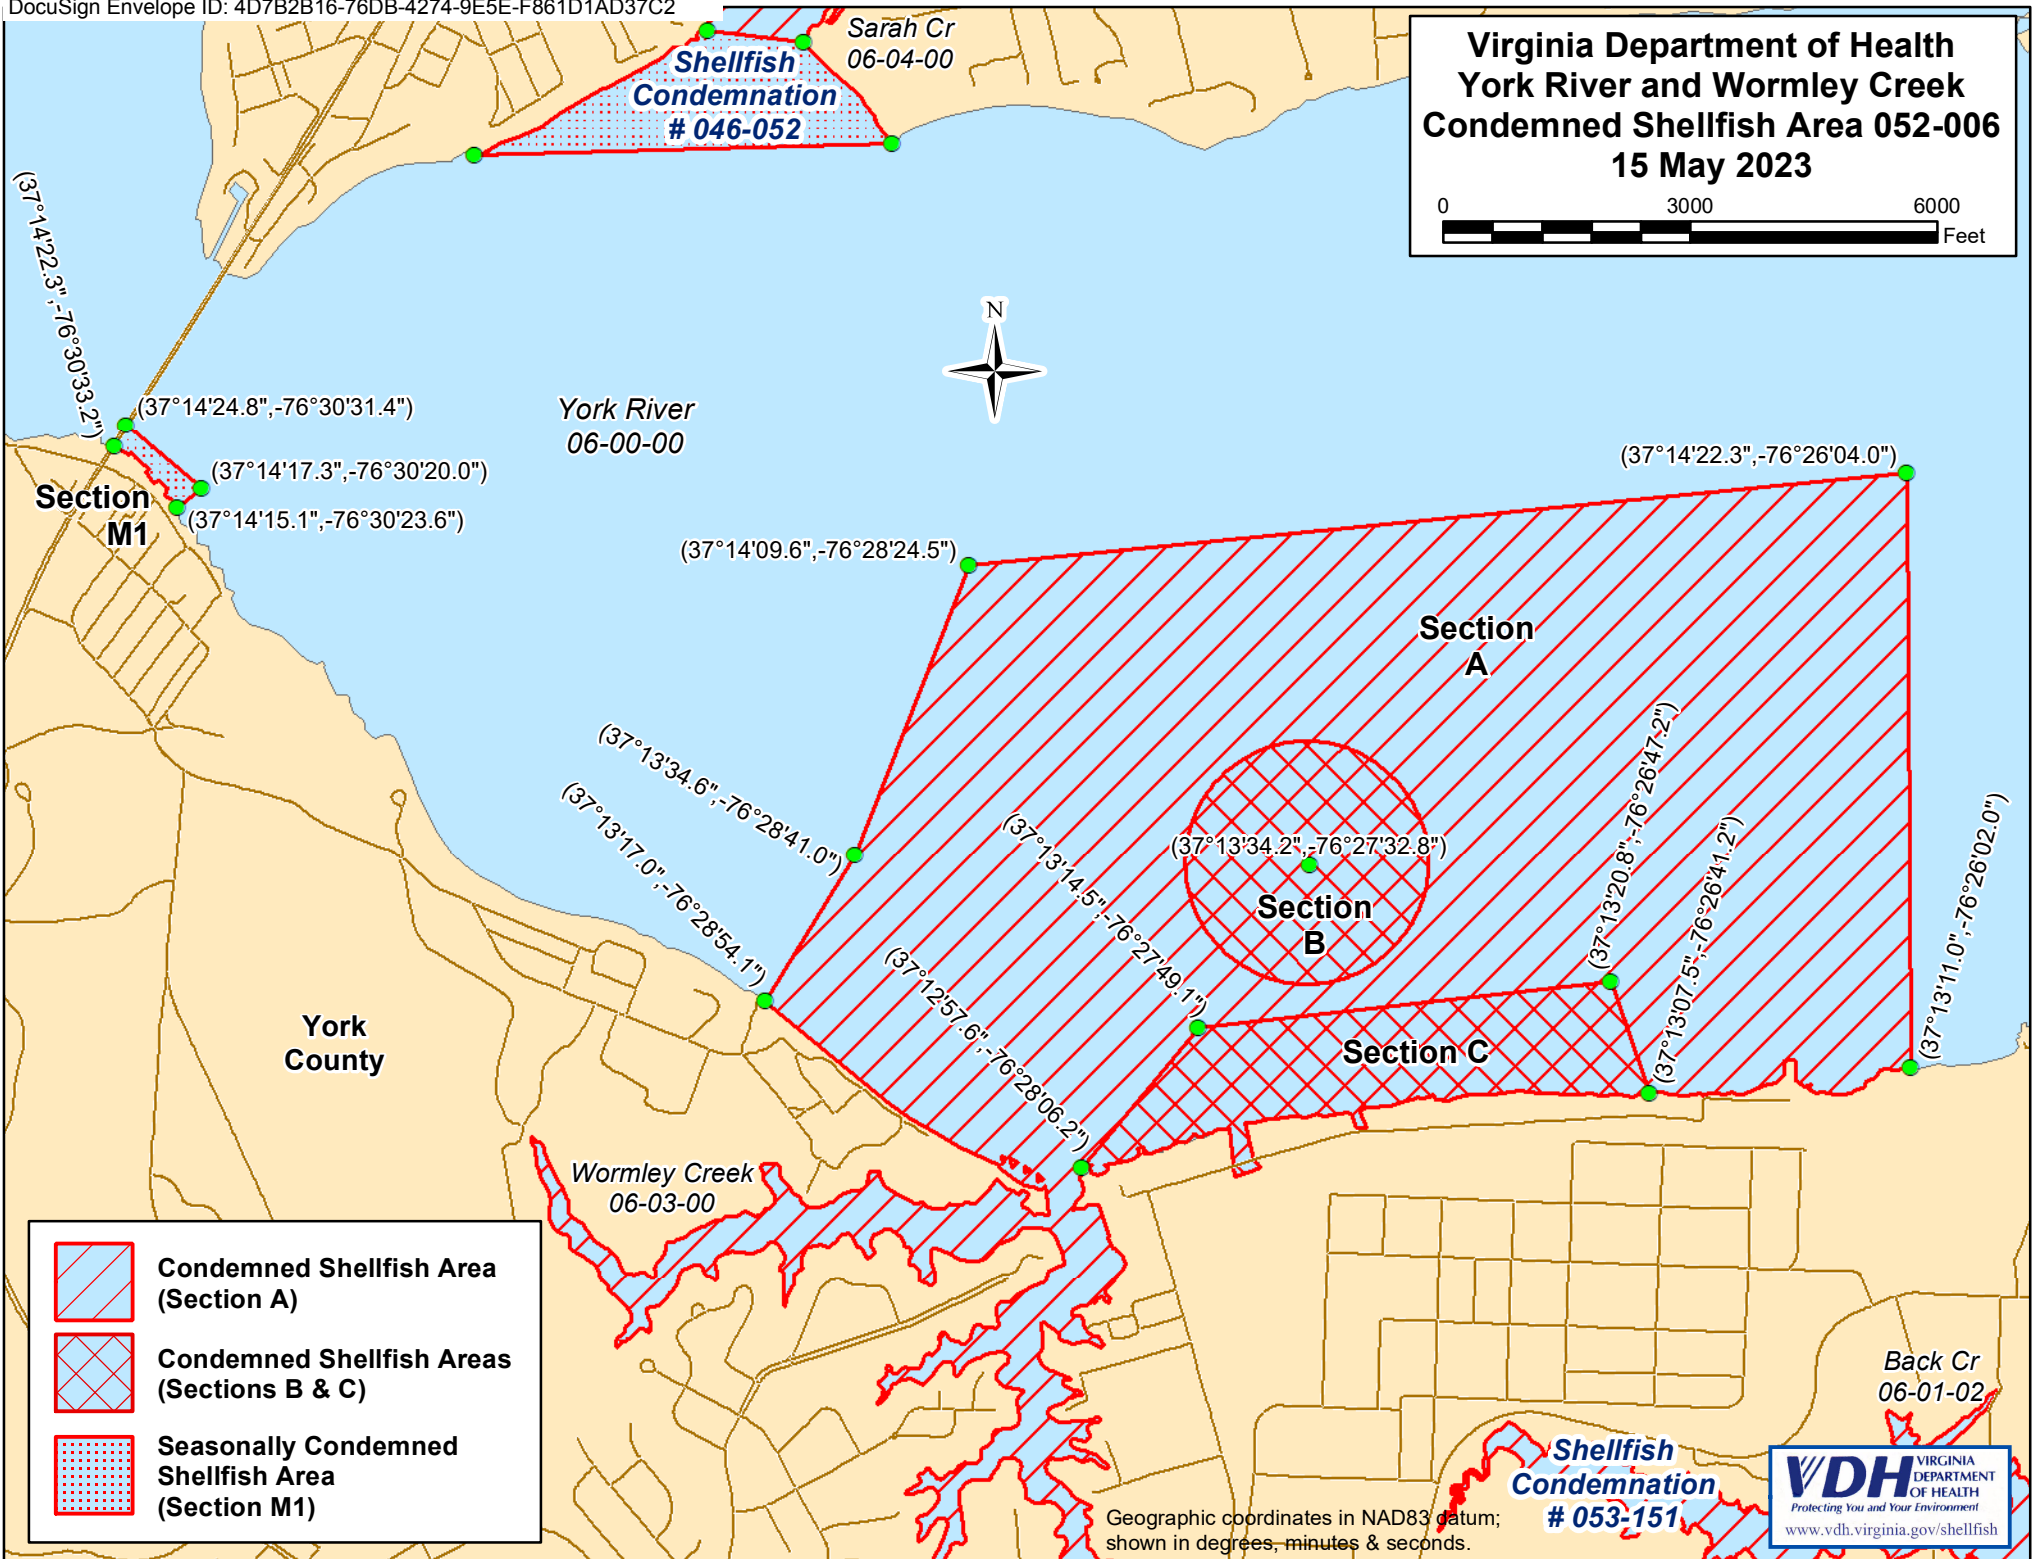 DocuSign Envelope ID: 4D7B2B16-76DB-4274-9E5E-F861D1AD37C2
Virginia Department of Health
York River and Wormley Creek
Condemned Shellfish Area 052-006
15 May 2023
0 3000 6000
Feet
Sarah Cr
06-04-00
Shellfish
Condemnation
# 046-052
N
(37°14'22.3",-76°30'33.2")
(37°14'24.8",-76°30'31.4")
(37°14'17.3",-76°30'20.0")
(37°14'15.1",-76°30'23.6")
Section
M1
York River
06-00-00
(37°14'22.3",-76°26'04.0")
(37°14'09.6",-76°28'24.5")
Section
A
(37°13'34.6",-76°28'41.0")
(37°13'17.0",-76°28'54.1")
(37°13'34.2",-76°27'32.8")
Section
B
(37°13'14.5",-76°27'49.1")
(37°12'57.6",-76°28'06.2")
(37°13'20.8",-76°26'47.2")
(37°13'07.5",-76°26'41.2")
(37°13'11.0",-76°26'02.0")
Section C
York
County
Wormley Creek
06-03-00
Condemned Shellfish Area
(Section A)
Condemned Shellfish Areas
(Sections B & C)
Seasonally Condemned
Shellfish Area
(Section M1)
Back Cr
06-01-02
Shellfish
Condemnation
# 053-151
Geographic coordinates in NAD83 datum;
shown in degrees, minutes & seconds.
VDH VIRGINIA
DEPARTMENT
OF HEALTH
Protecting You and Your Environment
www.vdh.virginia.gov/shellfish